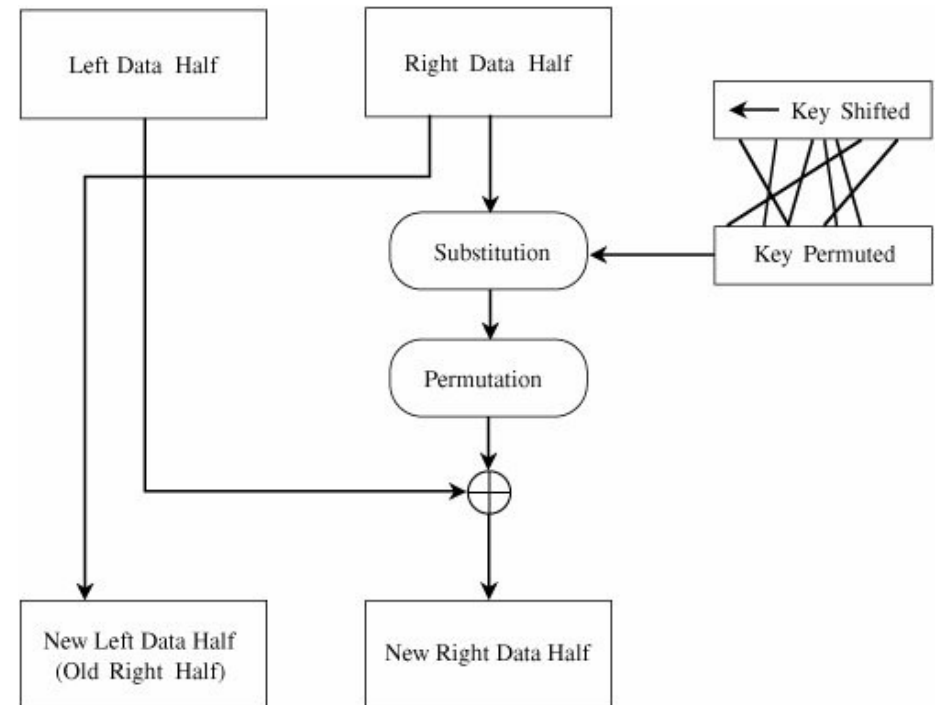 Left Data Half
Right Data Half
Key Shifted
Substitution
Key Permuted
Permutation
New Left Data Half
(Old Right Half)
New Right Data Half